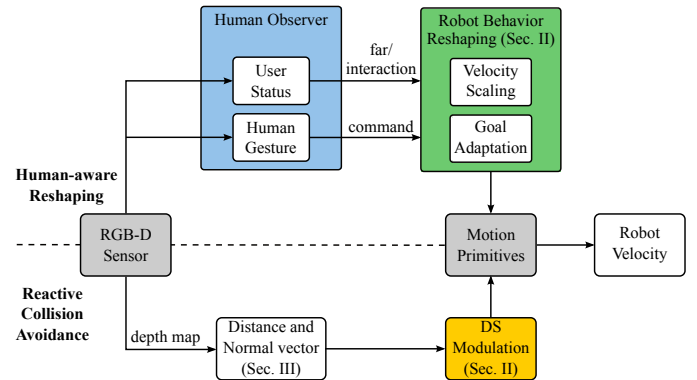 Human Observer
Robot Behavior
Reshaping (Sec. II)
User
Status
far/
interaction
Velocity
Scaling
Human
Gesture
command
Goal
Adaptation
Human-aware
Reshaping
RGB-D
Sensor
Motion
Primitives
Robot
Velocity
Reactive
Collision
Avoidance
depth map
Distance and
Normal vector
(Sec. III)
DS
Modulation
(Sec. II)